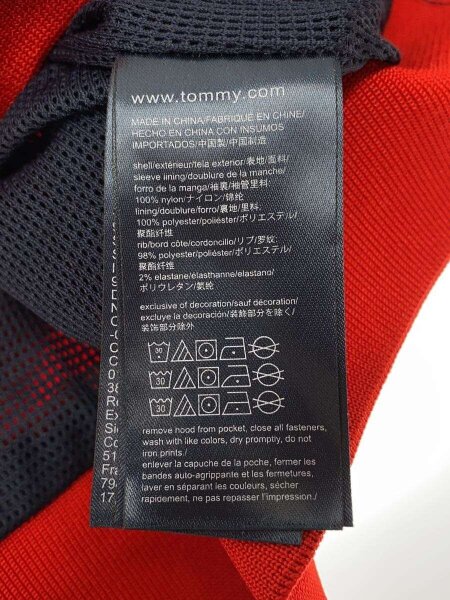 www.tommy.com
MADE IN CHINA/FABRIQUÉ EN CHINE/
HECHO EN CHINA CON INSUMOS
IMPORTADOS/中国製/中国制造
shell/extérieur/tela exterior/表地/面料/
sleeve lining/doublure de la manche/
forro de la manga/袖裏/袖管里料:
100% nylon/ナイロン/锦纶
lining/doublure/forro/裏地/里料:
100% polyester/poliéster/ポリエステル/
聚酯纤维
rib/bord côte/cordoncillo/リブ/罗纹:
98% polyester/poliéster/ポリエステル/
聚酯纤维
2% elastane/élasthanne/elastano/
ポリウレタン/氨纶
exclusive of decoration/sauf décoration/
excluye la decoración/装飾部分を除く/
装饰部分除外
30
30
30
remove hood from pocket, close all fasteners,
wash with like colors, dry promptly, do not
iron print./
enlever la capuche de la poche, fermer les
bandes auto-agrippante et les fermetures,
laver en séparant les couleurs, sécher
rapidement, ne pas repasser l'impression./